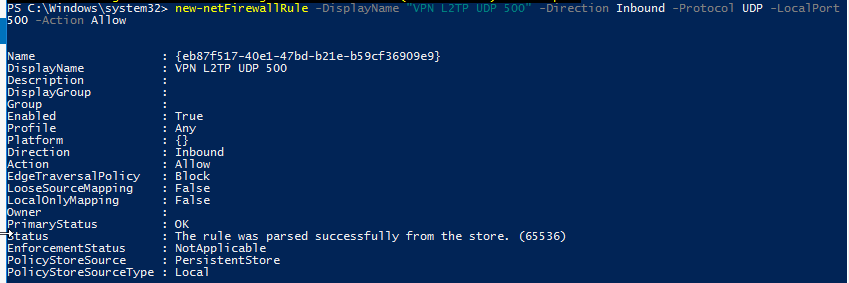 PS C:\Windows\system32> new-netFirewallRule -DisplayName "VPN L2TP UDP 500" -Direction Inbound -Protocol UDP -LocalPort
500 -Action Allow
Name : {eb87f517-40e1-47bd-b21e-b59cf36909e9}
DisplayName : VPN L2TP UDP 500
Description :
DisplayGroup :
Group :
Enabled : True
Profile : Any
Platform : {}
Direction : Inbound
Action : Allow
EdgeTraversalPolicy : Block
LooseSourceMapping : False
LocalOnlyMapping : False
Owner :
PrimaryStatus : OK
Status : The rule was parsed successfully from the store. (65536)
EnforcementStatus : NotApplicable
PolicyStoreSource : PersistentStore
PolicyStoreSourceType : Local